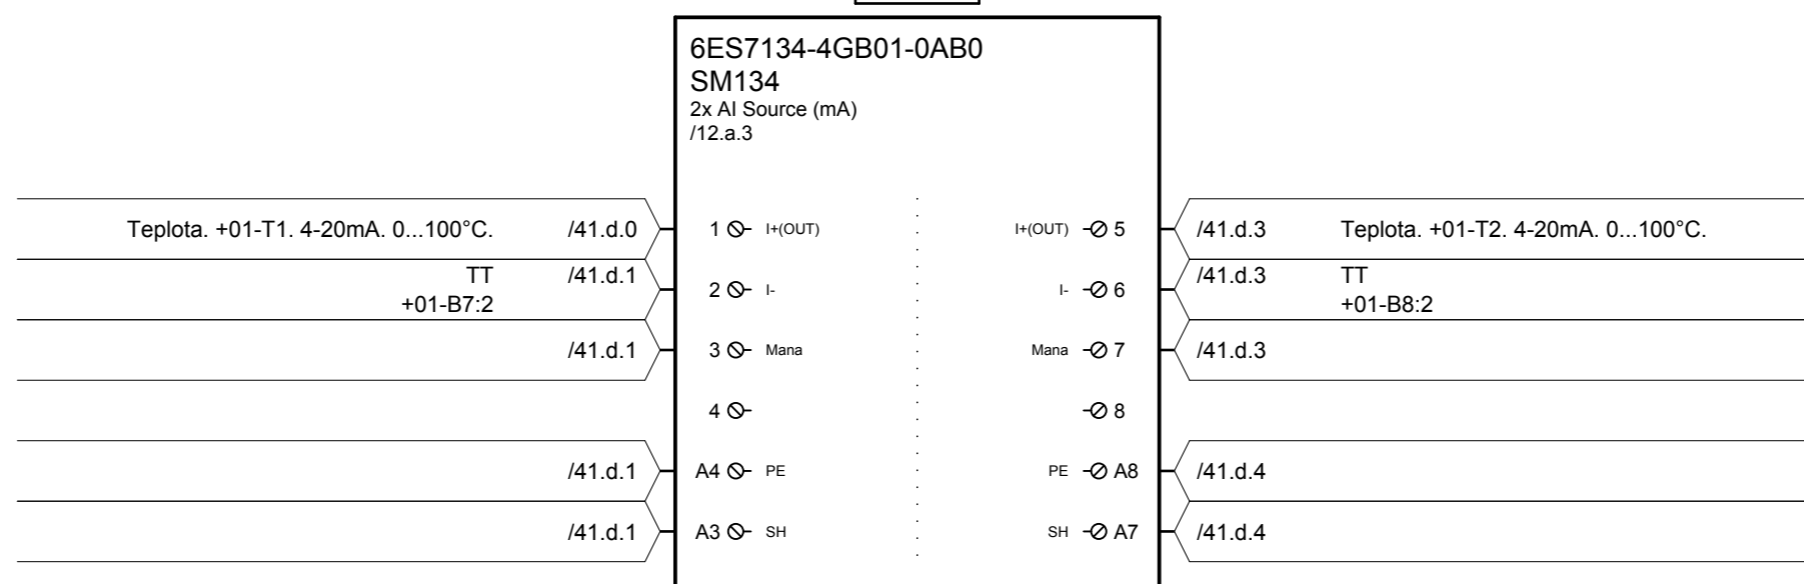 6ES7134-4GB01-0AB0
SM134
2x AI Source (mA)
/12.a.3
Teplota. +01-T1. 4-20mA. 0...100°C. /41.d.0 1 I+(OUT) I+(OUT) 5 /41.d.3 Teplota. +01-T2. 4-20mA. 0...100°C.
TT /41.d.1 2 I- I- 6 /41.d.3 TT
+01-B7:2 +01-B8:2
/41.d.1 3 Mana Mana 7 /41.d.3
4 8
/41.d.1 A4 PE PE A8 /41.d.4
/41.d.1 A3 SH SH A7 /41.d.4